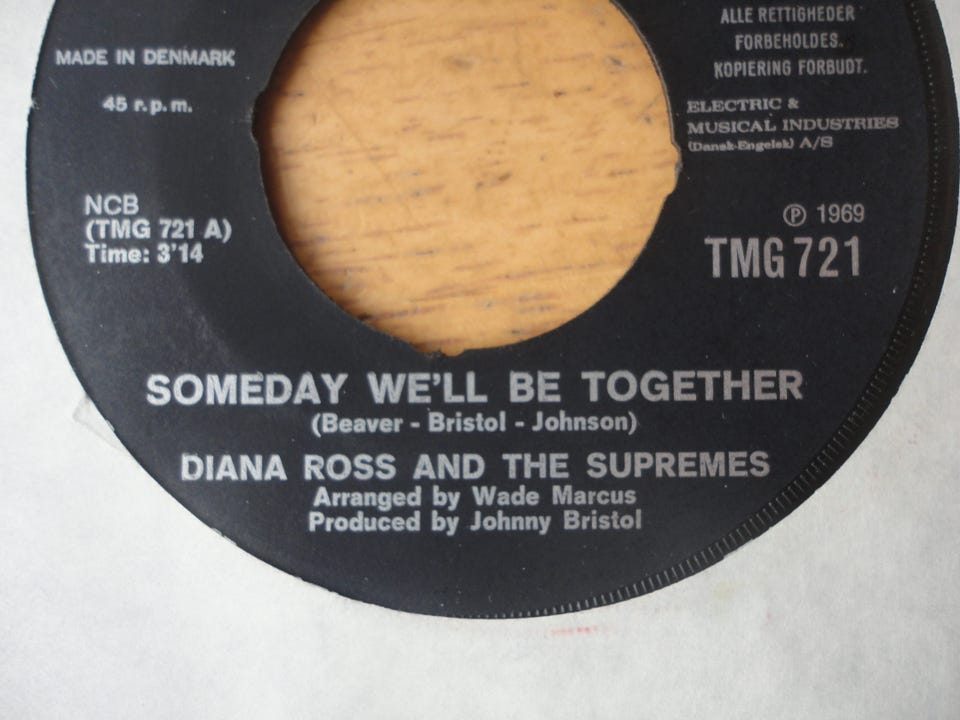 MADE IN DENMARK
45 r.p.m.
ALLE RETTIGHEDER
FORBEHOLDES.
KOPIERING FORBUDT.
ELECTRIC &
MUSICAL INDUSTRIES
(Dansk-Engelsk) A/S
NCB
(TMG 721 A)
Time: 3'14
℗ 1969
TMG 721
SOMEDAY WE'LL BE TOGETHER
(Beaver - Bristol - Johnson)
DIANA ROSS AND THE SUPREMES
Arranged by Wade Marcus
Produced by Johnny Bristol